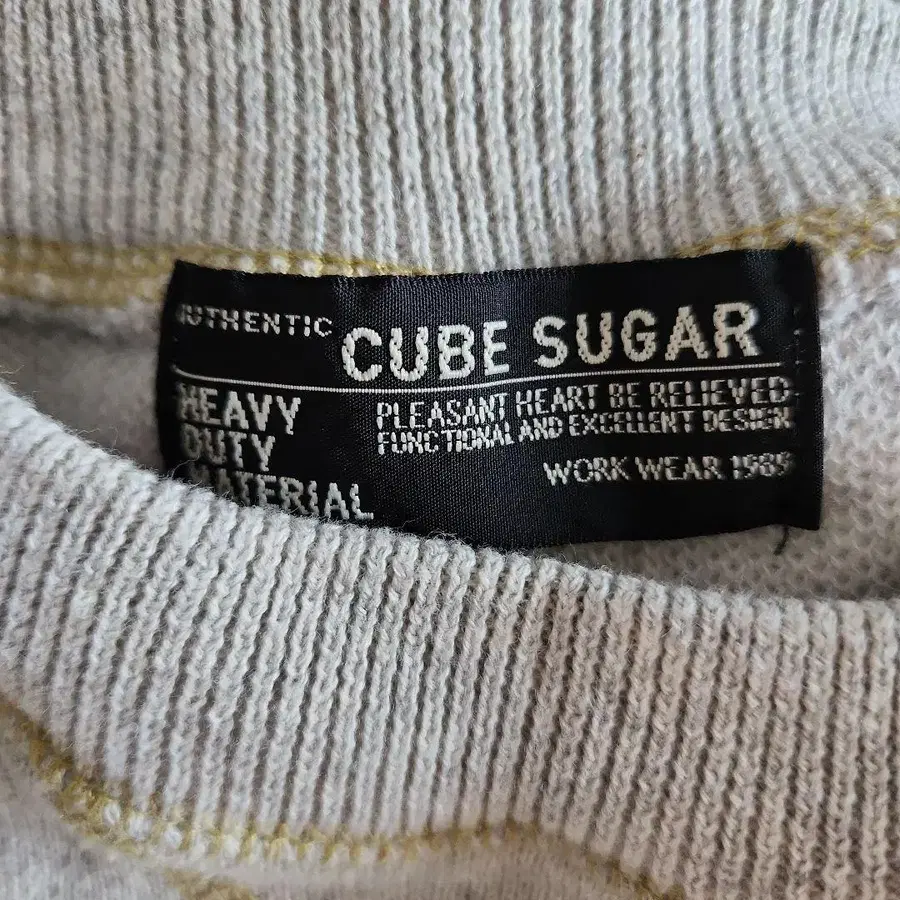 AUTHENTIC CUBE SUGAR
HEAVY
DUTY
MATERIAL
PLEASANT HEART BE RELIEVED
FUNCTIONAL AND EXCELLENT DESIGN
WORK WEAR 1989